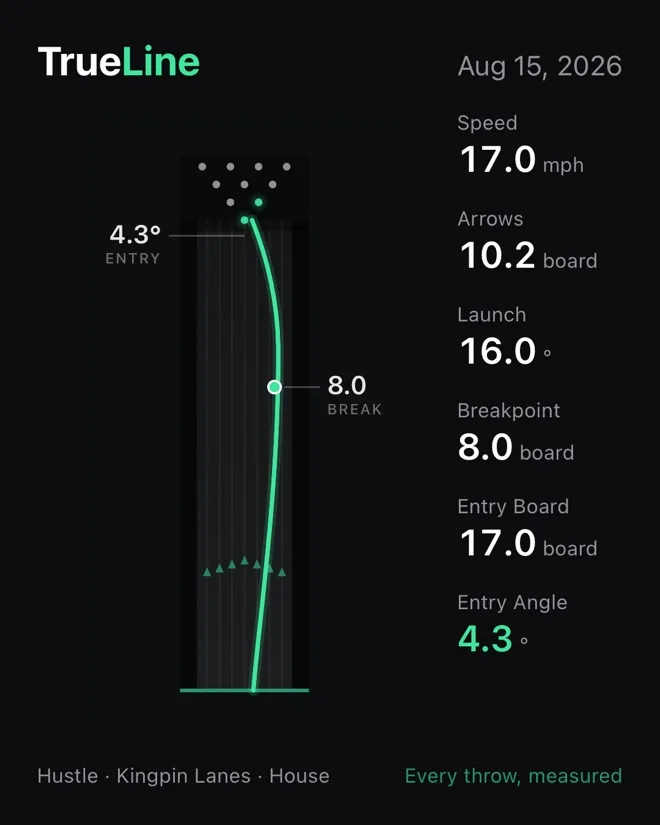 TrueLine
Aug 15, 2026
Speed
17.0 mph
Arrows
10.2 board
Launch
16.0 °
Breakpoint
8.0 board
Entry Board
17.0 board
Entry Angle
4.3 °
4.3°
ENTRY
8.0
BREAK
Hustle · Kingpin Lanes · House
Every throw, measured